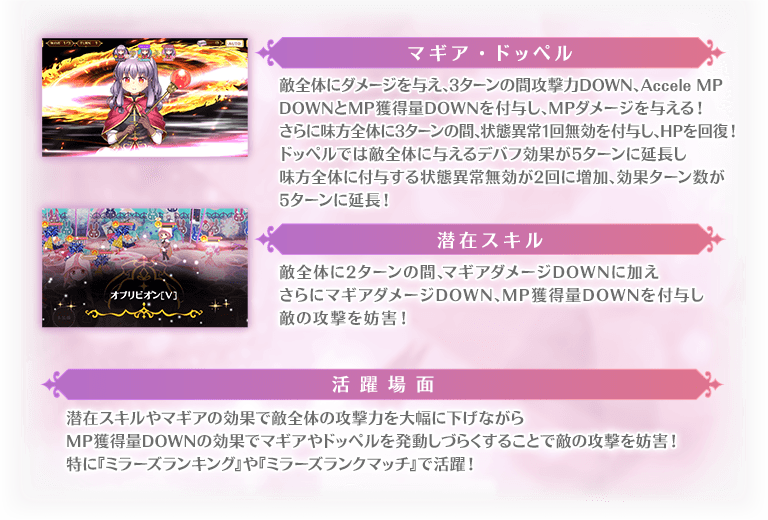 マギア・ドッペル
敵全体にダメージを与え、3ターンの間攻撃力DOWN、Accele MP
DOWNとMP獲得量DOWNを付与し、MPダメージを与える！
さらに味方全体に3ターンの間、状態異常1回無効を付与し、HPを回復！
ドッペルでは敵全体に与えるデバフ効果が5ターンに延長し
味方全体に付与する状態異常無効が2回に増加、効果ターン数が
5ターンに延長！
オブリビオン[Ⅴ]
潜在スキル
敵全体に2ターンの間、マギアダメージDOWNに加え
さらにマギアダメージDOWN、MP獲得量DOWNを付与し
敵の攻撃を妨害！
活躍場面
潜在スキルやマギアの効果で敵全体の攻撃力を大幅に下げながら
MP獲得量DOWNの効果でマギアやドッペルを発動しづらくすることで敵の攻撃を妨害！
特に『ミラーズランキング』や『ミラーズランクマッチ』で活躍！